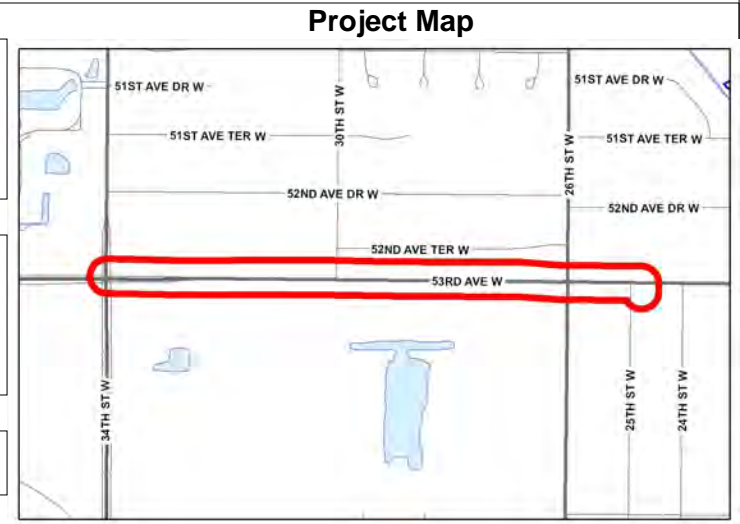 Project Map
51ST AVE DR W
51ST AVE DR W
30TH ST W
51ST AVE TER W
51ST AVE TER W
26TH ST W
52ND AVE DR W
52ND AVE DR W
52ND AVE TER W
53RD AVE W
34TH ST W
25TH ST W
24TH ST W